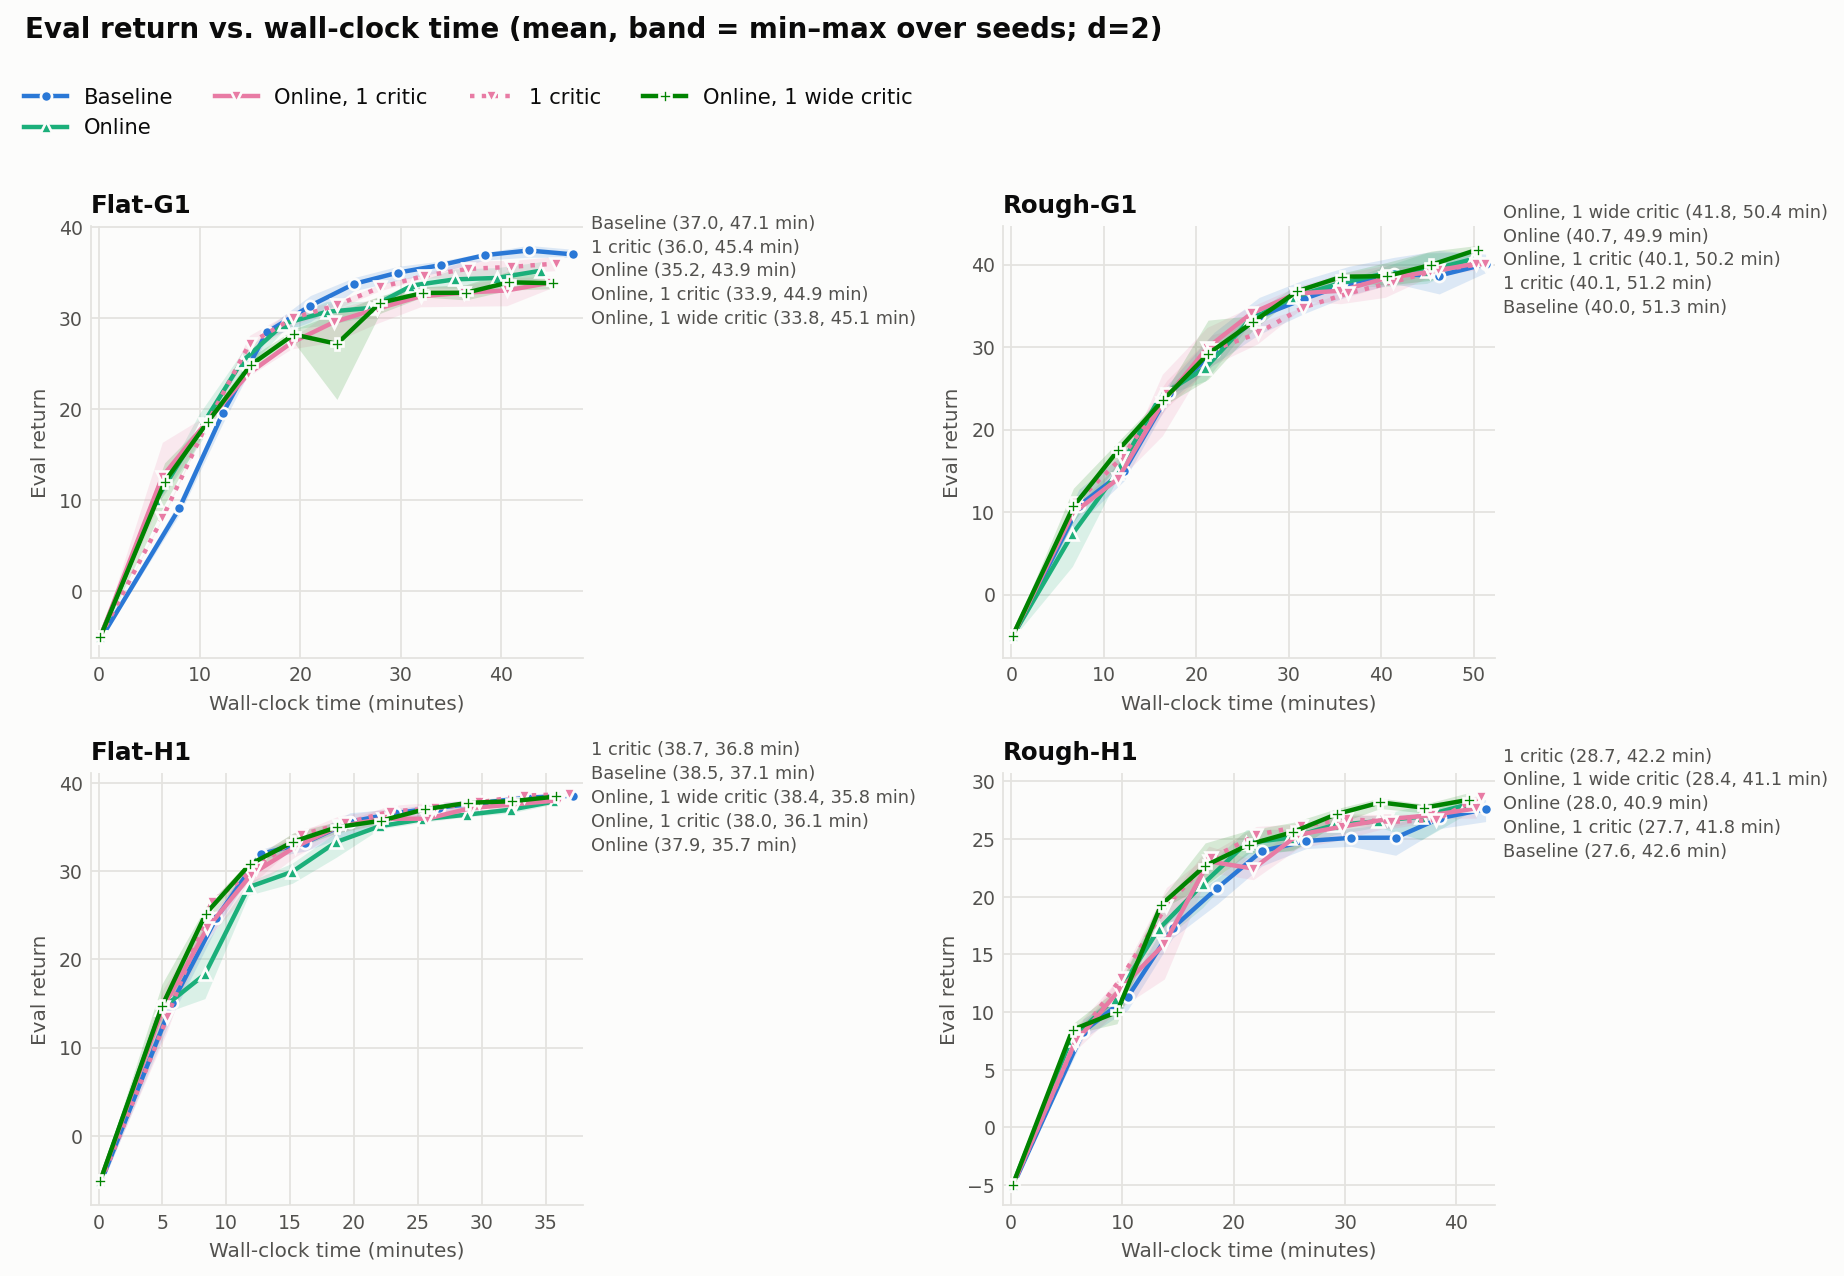 Eval return vs. wall-clock time (mean, band = min–max over seeds; d=2)
Baseline
Online, 1 critic
1 critic
Online, 1 wide critic
Online
Flat-G1
Baseline (37.0, 47.1 min)
1 critic (36.0, 45.4 min)
Online (35.2, 43.9 min)
Online, 1 critic (33.9, 44.9 min)
Online, 1 wide critic (33.8, 45.1 min)
40
30
20
10
0
Eval return
0 10 20 30 40
Wall-clock time (minutes)
Rough-G1
Online, 1 wide critic (41.8, 50.4 min)
Online (40.7, 49.9 min)
Online, 1 critic (40.1, 50.2 min)
1 critic (40.1, 51.2 min)
Baseline (40.0, 51.3 min)
40
30
20
10
0
Eval return
0 10 20 30 40 50
Wall-clock time (minutes)
Flat-H1
1 critic (38.7, 36.8 min)
Baseline (38.5, 37.1 min)
Online, 1 wide critic (38.4, 35.8 min)
Online, 1 critic (38.0, 36.1 min)
Online (37.9, 35.7 min)
40
30
20
10
0
Eval return
0 5 10 15 20 25 30 35
Wall-clock time (minutes)
Rough-H1
1 critic (28.7, 42.2 min)
Online, 1 wide critic (28.4, 41.1 min)
Online (28.0, 40.9 min)
Online, 1 critic (27.7, 41.8 min)
Baseline (27.6, 42.6 min)
30
25
20
15
10
5
0
−5
Eval return
0 10 20 30 40
Wall-clock time (minutes)